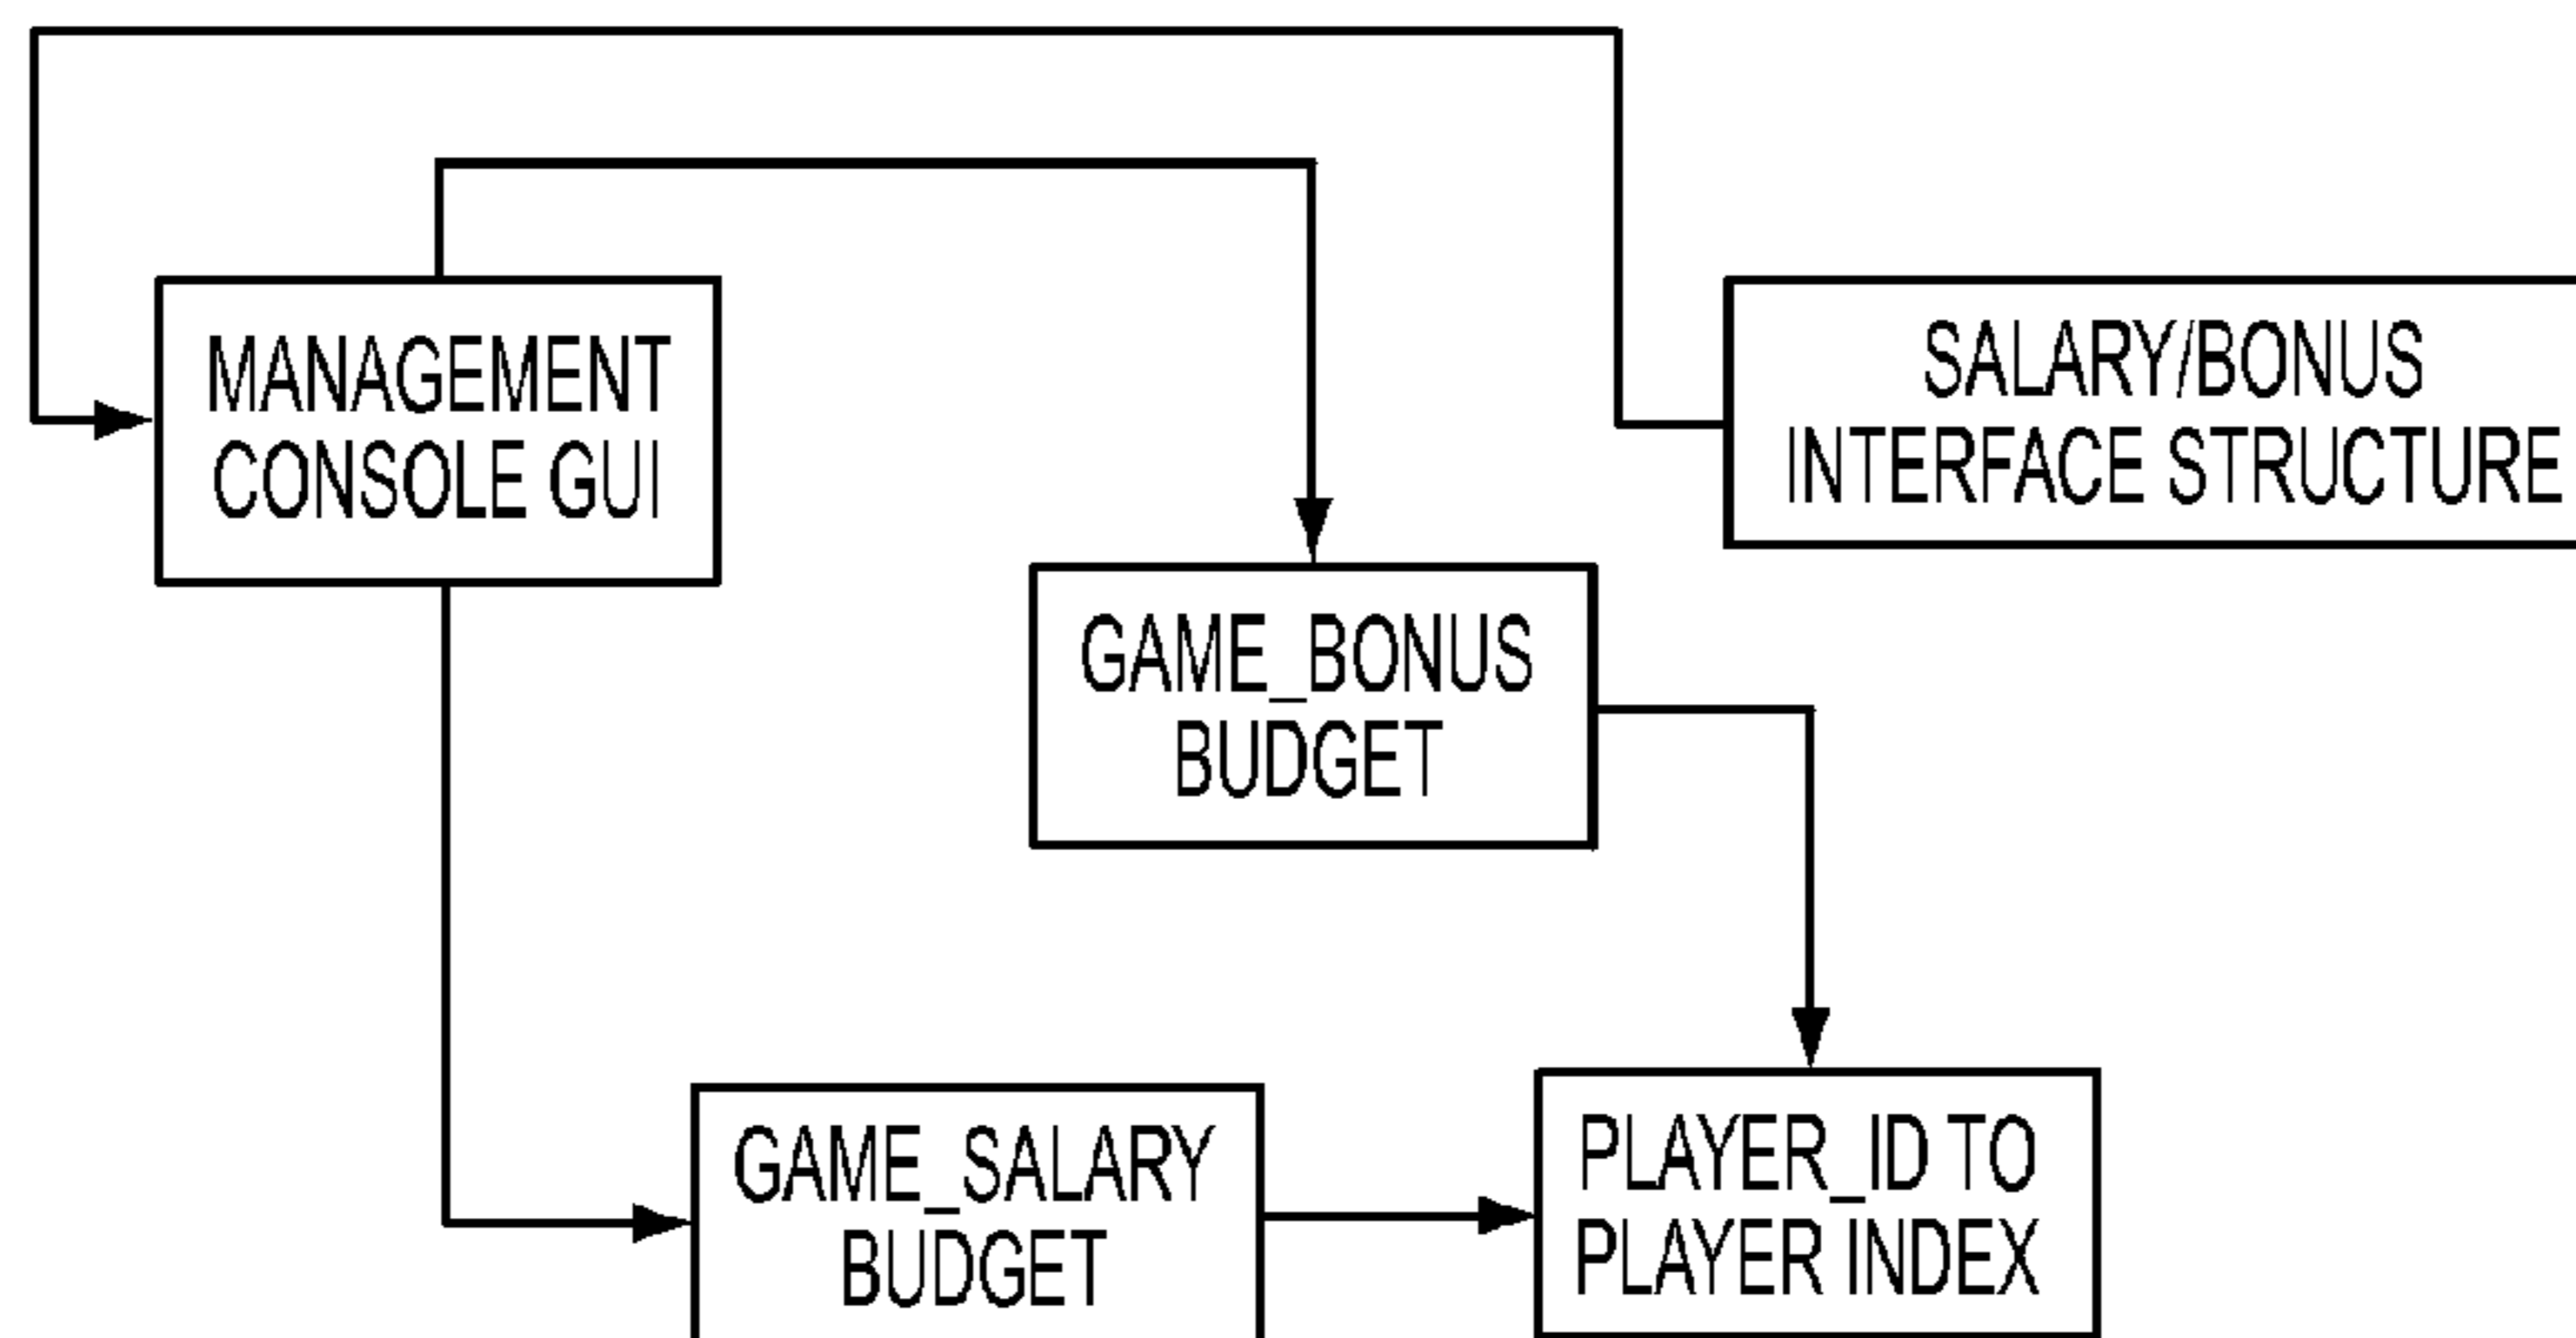 MANAGEMENT
CONSOLE GUI
SALARY/BONUS
INTERFACE STRUCTURE
GAME_BONUS
BUDGET
GAME_SALARY
BUDGET
PLAYER_ID TO
PLAYER INDEX